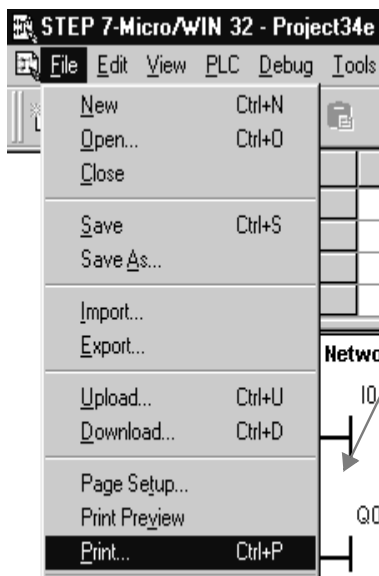 STEP 7-Micro/WIN 32 - Project34e
File Edit View PLC Debug Tools
New Ctrl+N
Open... Ctrl+O
Close
Save Ctrl+S
Save As...
Import...
Export...
Netwo
Upload... Ctrl+U
I0
Download... Ctrl+D
Page Setup...
Print Preview
Q0
Print... Ctrl+P